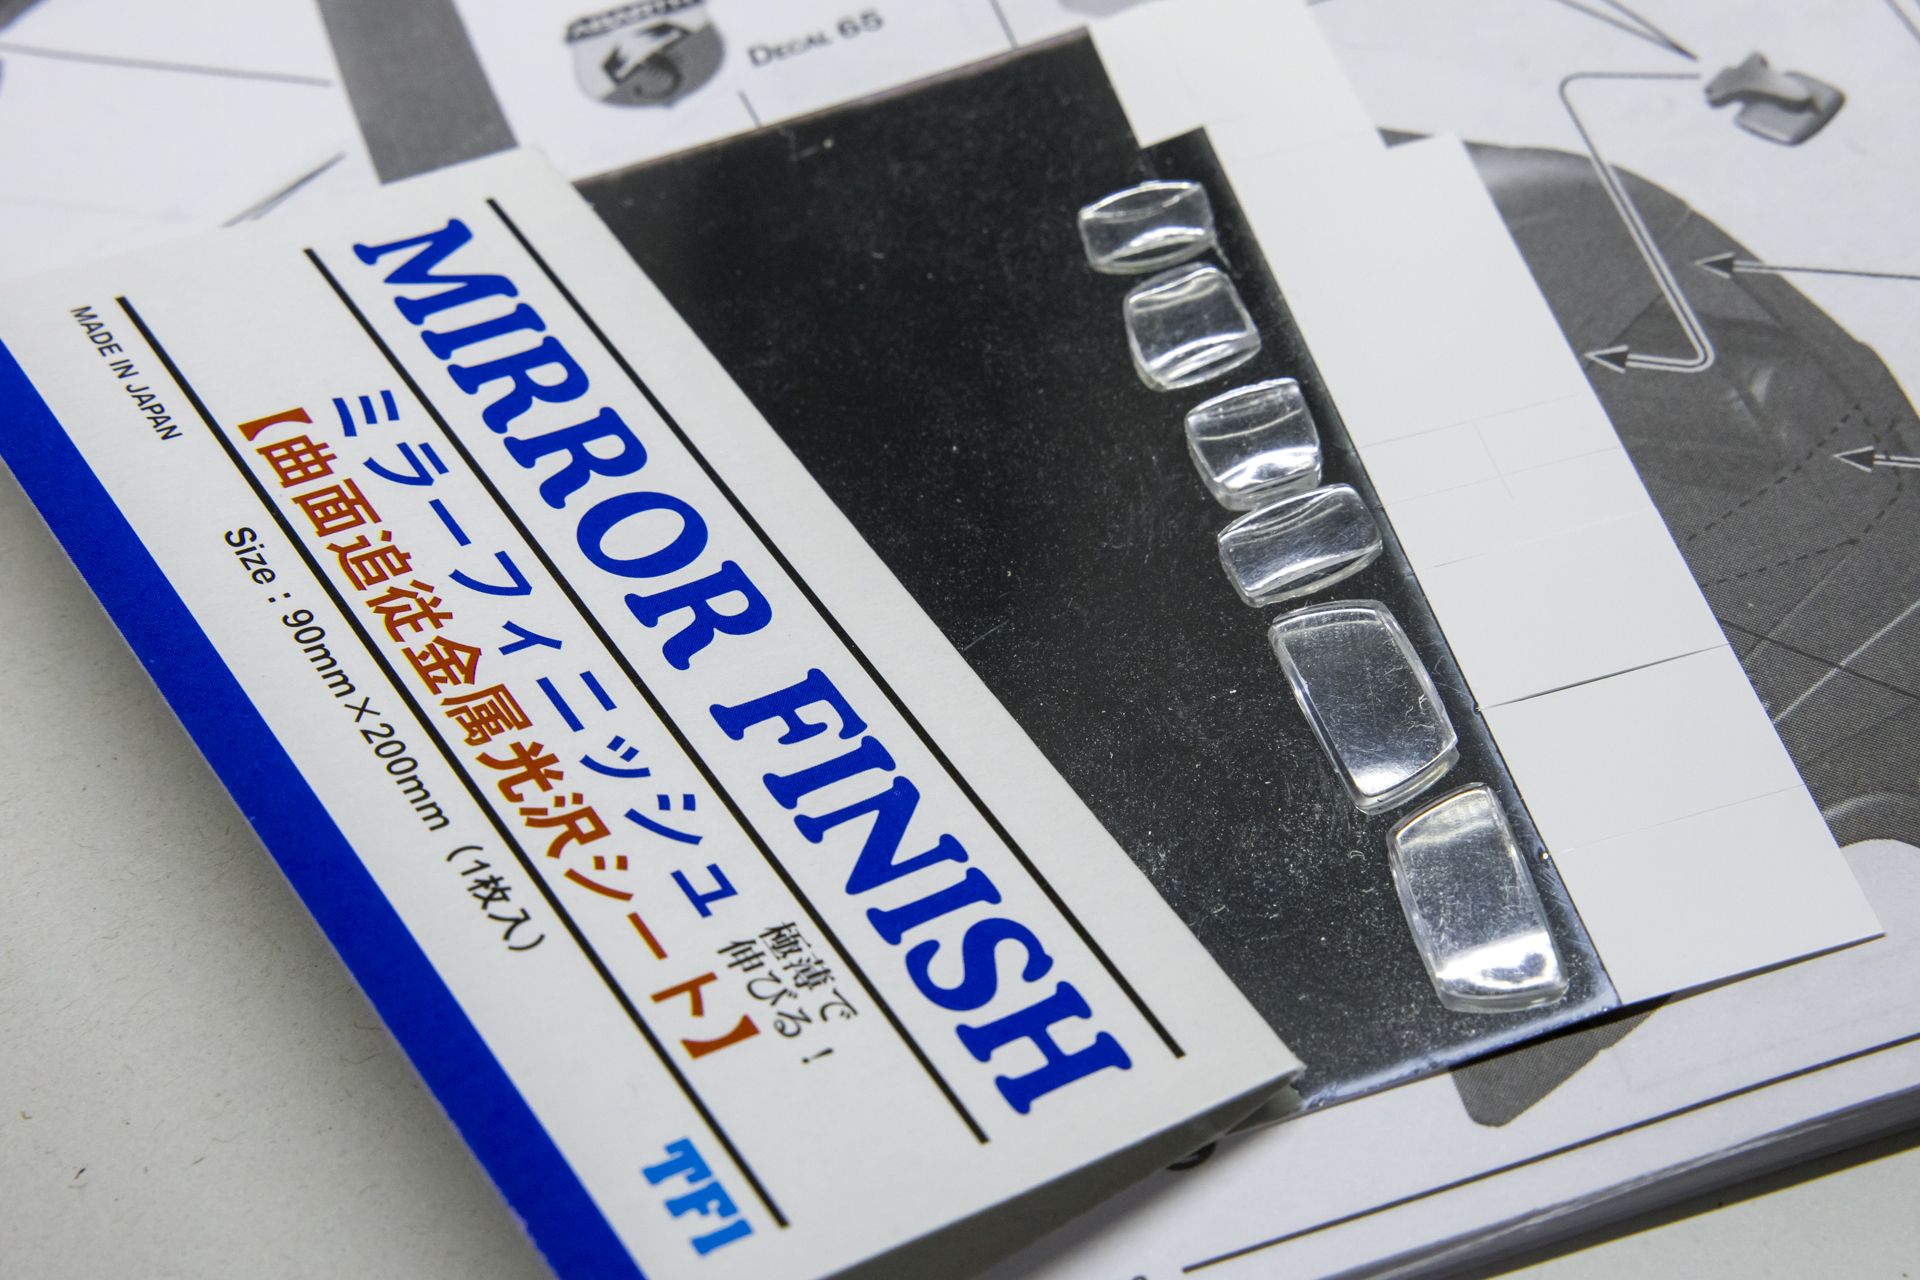 DECAL 65
MIRROR FINISH
ミラーフィニッシュ
極薄で
伸びる！
【曲面追従金属光沢シート】
Size : 90mm×200mm（1枚入）
MADE IN JAPAN
TFI